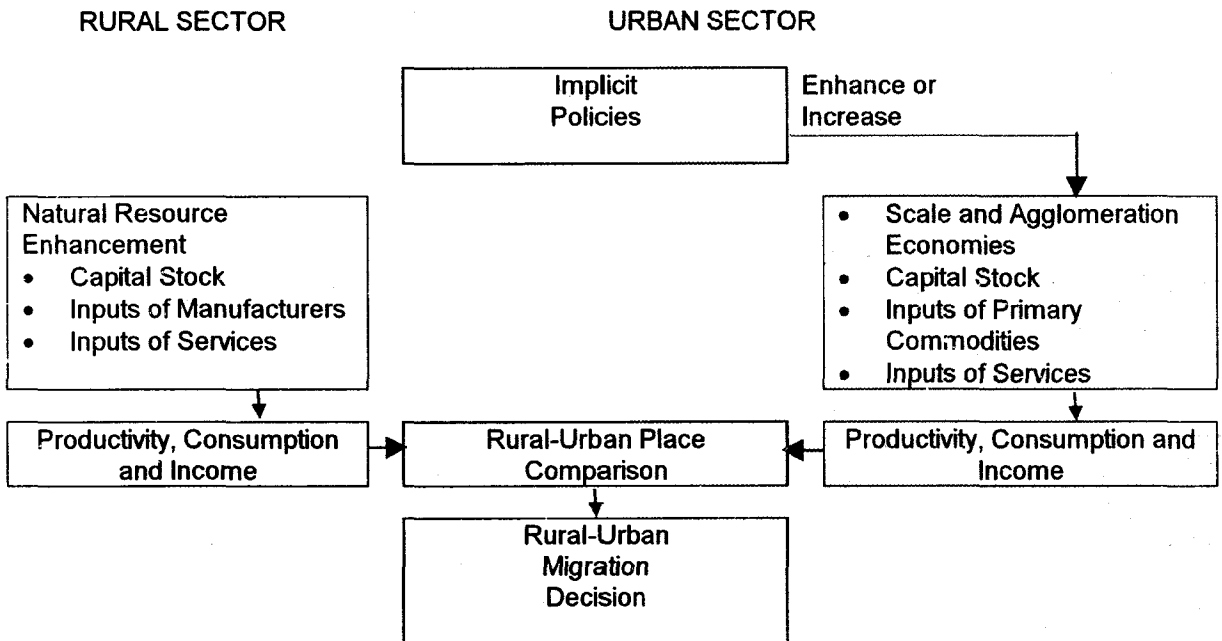 RURAL SECTOR
URBAN SECTOR
Implicit
Policies
Enhance or
Increase
Natural Resource
Enhancement
• Capital Stock
• Inputs of Manufacturers
• Inputs of Services
• Scale and Agglomeration
Economies
• Capital Stock
• Inputs of Primary
Commodities
• Inputs of Services
Productivity, Consumption
and Income
Rural-Urban Place
Comparison
Productivity, Consumption and
Income
Rural-Urban
Migration
Decision